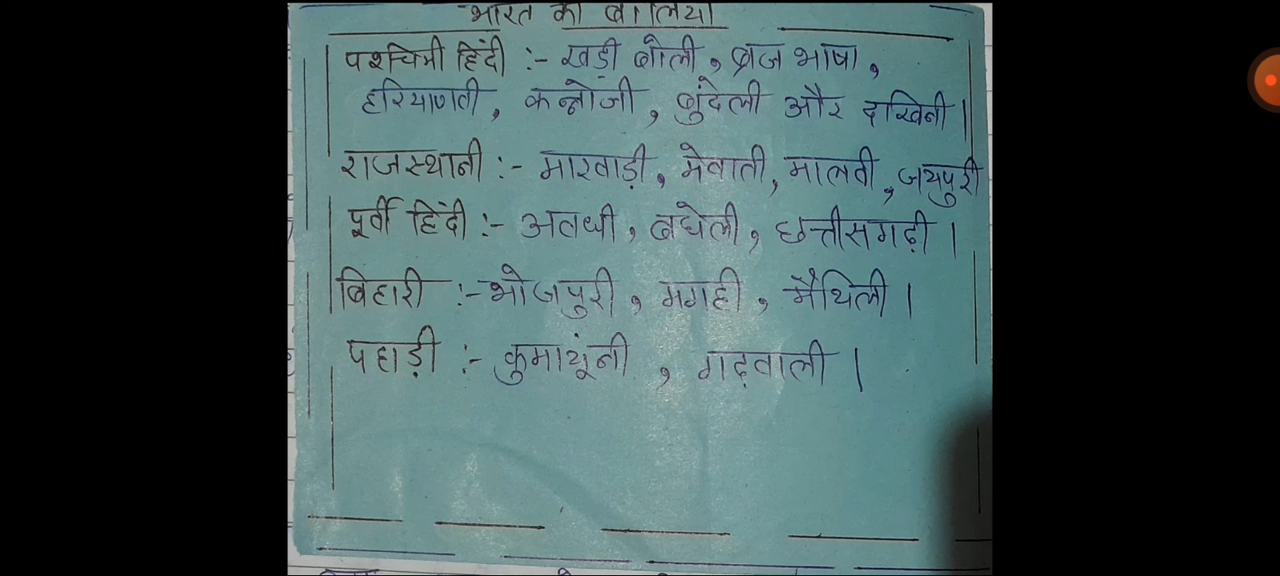 भारत की बोलियां
पश्चिमी हिंदी :- खड़ी बोली, ब्रज भाषा,
हरियाणवी, कन्नोजी, बुंदेली और दाखिनी।
राजस्थानी :- मारवाड़ी, मेवाती, मालवी, जयपुरी
पूर्वी हिंदी :- अवधी, बघेली, छत्तीसगढ़ी।
बिहारी :- भोजपुरी, मगही, मैथिली।
पहाड़ी :- कुमायूंनी, गढ़वाली।